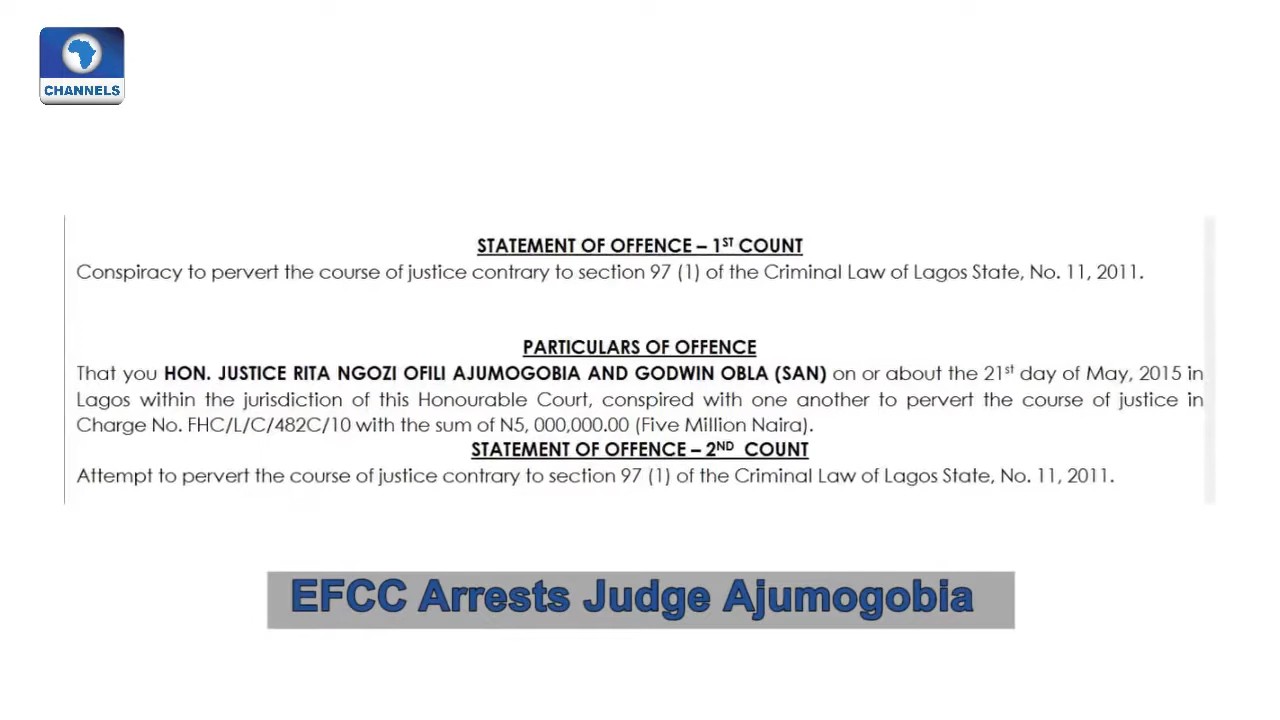 CHANNELS
STATEMENT OF OFFENCE – 1ST COUNT
Conspiracy to pervert the course of justice contrary to section 97 (1) of the Criminal Law of Lagos State, No. 11, 2011.
PARTICULARS OF OFFENCE
That you HON. JUSTICE RITA NGOZI OFILI AJUMOGOBIA AND GODWIN OBLA (SAN) on or about the 21st day of May, 2015 in
Lagos within the jurisdiction of this Honourable Court, conspired with one another to pervert the course of justice in
Charge No. FHC/L/C/482C/10 with the sum of N5, 000,000.00 (Five Million Naira).
STATEMENT OF OFFENCE – 2ND COUNT
Attempt to pervert the course of justice contrary to section 97 (1) of the Criminal Law of Lagos State, No. 11, 2011.
EFCC Arrests Judge Ajumogobia